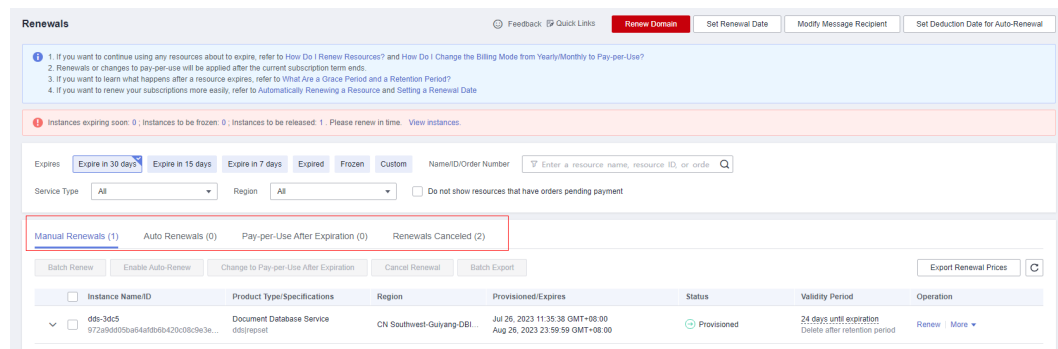 Renewals
Feedback Quick Links Renew Domain Set Renewal Date Modify Message Recipient Set Deduction Date for Auto-Renewal
1. If you want to continue using any resources about to expire, refer to How Do I Renew Resources? and How Do I Change the Billing Mode from Yearly/Monthly to Pay-per-Use?
2. Renewals or changes to pay-per-use will be applied after the current subscription term ends.
3. If you want to learn what happens after a resource expires, refer to What Are a Grace Period and a Retention Period?
4. If you want to renew your subscriptions more easily, refer to Automatically Renewing a Resource and Setting a Renewal Date
Instances expiring soon: 0 ; Instances to be frozen: 0 ; Instances to be released: 1 . Please renew in time. View instances.
Expires Expire in 30 days Expire in 15 days Expire in 7 days Expired Frozen Custom Name/ID/Order Number Enter a resource name, resource ID, or orde
Service Type All Region All Do not show resources that have orders pending payment
Manual Renewals (1) Auto Renewals (0) Pay-per-Use After Expiration (0) Renewals Canceled (2)
Batch Renew Enable Auto-Renew Change to Pay-per-Use After Expiration Cancel Renewal Batch Export Export Renewal Prices
Instance Name/ID Product Type/Specifications Region Provisioned/Expires Status Validity Period Operation
dds-3dc5 Document Database Service CN Southwest-Guiyang-DBI... Jul 26, 2023 11:35:38 GMT+08:00 Provisioned 24 days until expiration Renew More
972a9dd05ba64afdb6b420c08c9e3e... dds|repset Aug 26, 2023 23:59:59 GMT+08:00 Delete after retention period